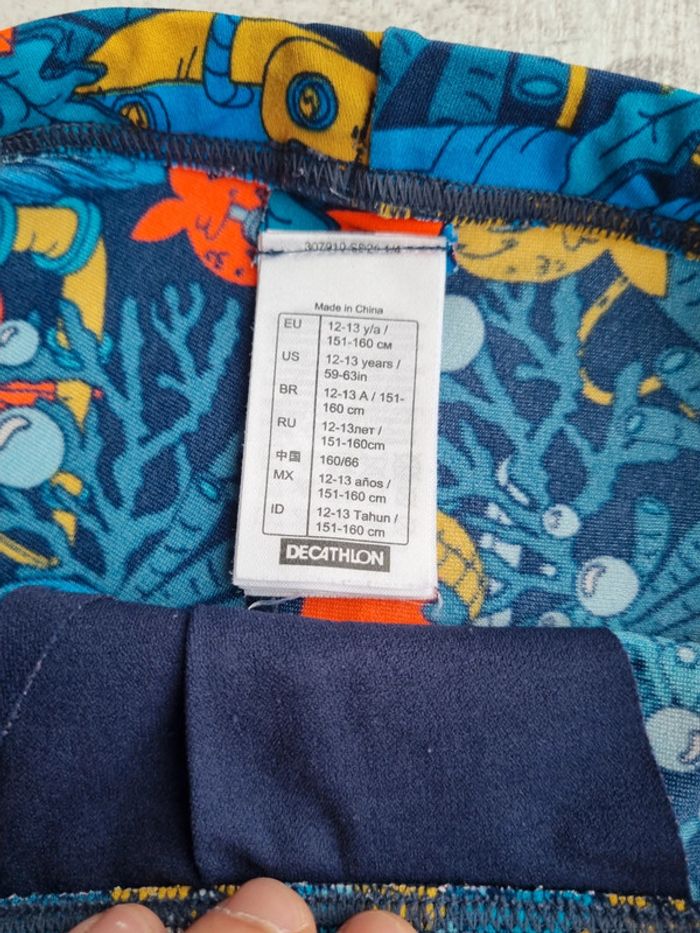 Made in China
EU 12-13 y/a /
151-160 см
US 12-13 years /
59-63in
BR 12-13 A / 151-
160 cm
RU 12-13лет /
151-160cm
中国 160/66
MX 12-13 años /
151-160 cm
ID 12-13 Tahun /
151-160 cm
DECATHLON